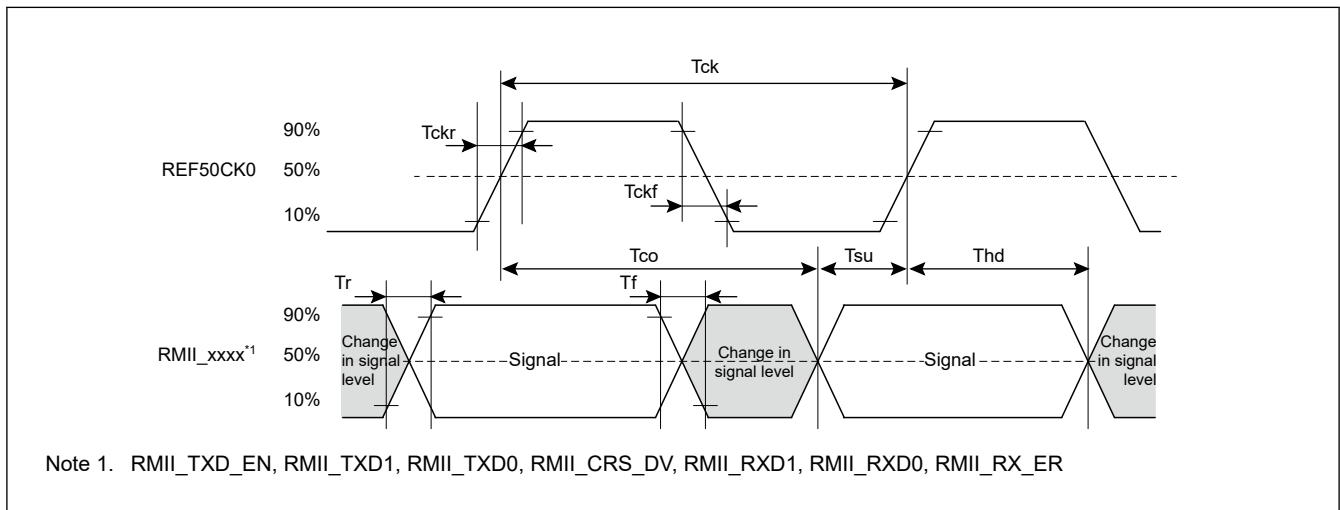 Tck
90%
Tckr
REF50CK0 50%
Tckf
10%
Tco Tsu Thd
Tr Tf
90%
Change
in signal
level
RMII_xxxx*1 50%
Signal
Change in
signal level
Signal
Change
in signal
level
10%
Note 1. RMII_TXD_EN, RMII_TXD1, RMII_TXD0, RMII_CRS_DV, RMII_RXD1, RMII_RXD0, RMII_RX_ER